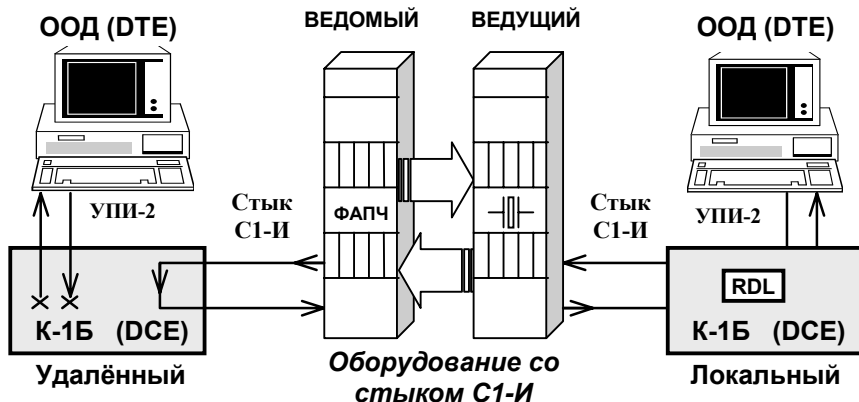 ООД (DTE)
ВЕДОМЫЙ
ВЕДУЩИЙ
ООД (DTE)
УПИ-2
Стык
С1-И
ФАПЧ
Стык
С1-И
УПИ-2
RDL
К-1Б (DCE)
К-1Б (DCE)
Удалённый
Оборудование со
стыком С1-И
Локальный